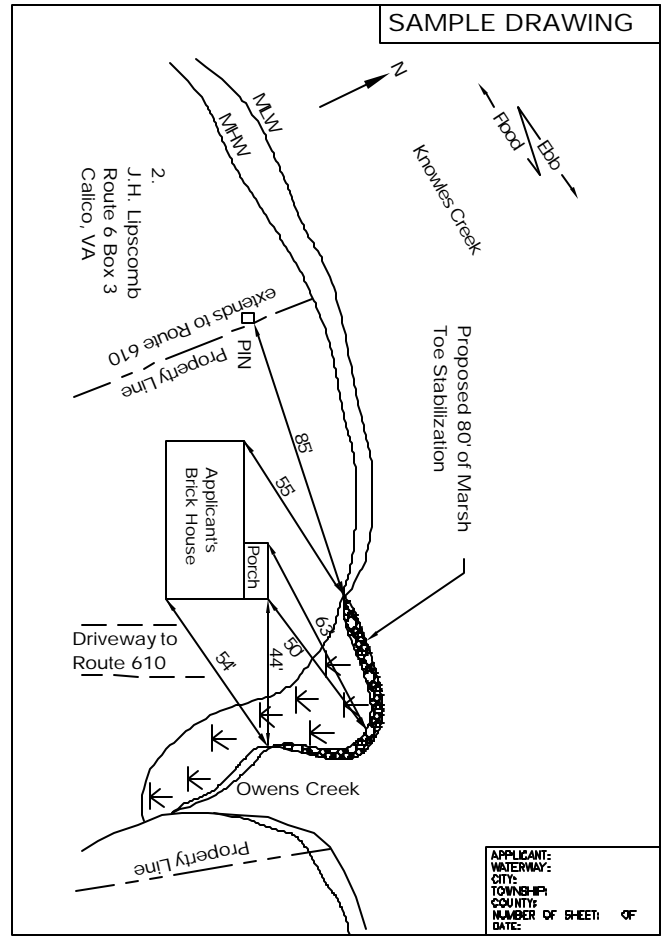 SAMPLE DRAWING
N
MLW
MHW
Flood
Ebb
Knowles Creek
2.
J.H. Lipscomb
Route 6 Box 3
Calico, VA
extends to Route 610
Property Line
PIN
Proposed 80' of Marsh
Toe Stabilization
85'
55'
Applicant's
Brick House
Porch
63'
50'
44'
54'
Driveway to
Route 610
Owens Creek
Property Line
APPLICANT:
WATERWAY:
CITY:
TOWNSHIP:
COUNTY:
NUMBER OF SHEET: OF
DATE: